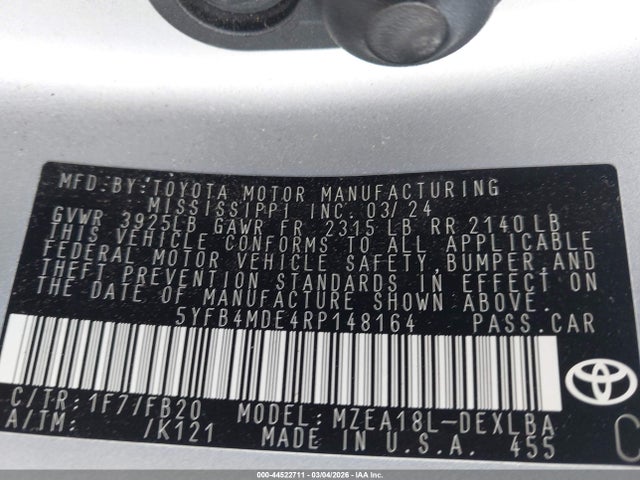 MFD.BY:TOYOTA MOTOR MANUFACTURING
MISSISSIPPI INC. 03/24
GVWR 3925LB GAWR FR 2315 LB RR 2140 LB
THIS VEHICLE CONFORMS TO ALL APPLICABLE
FEDERAL MOTOR VEHICLE SAFETY,BUMPER,AND
THEFT PREVENTION STANDARDS IN EFFECT ON
THE DATE OF MANUFACTURE SHOWN ABOVE.
5YFB4MDE4RP148164 PASS.CAR
C/TR:1F7/FB20 MODEL:MZEA18L-DEXLBA
A/TM: /K121 MADE IN U.S.A. 455
C
000-44522711 - 03/04/2026 - IAAI.COM